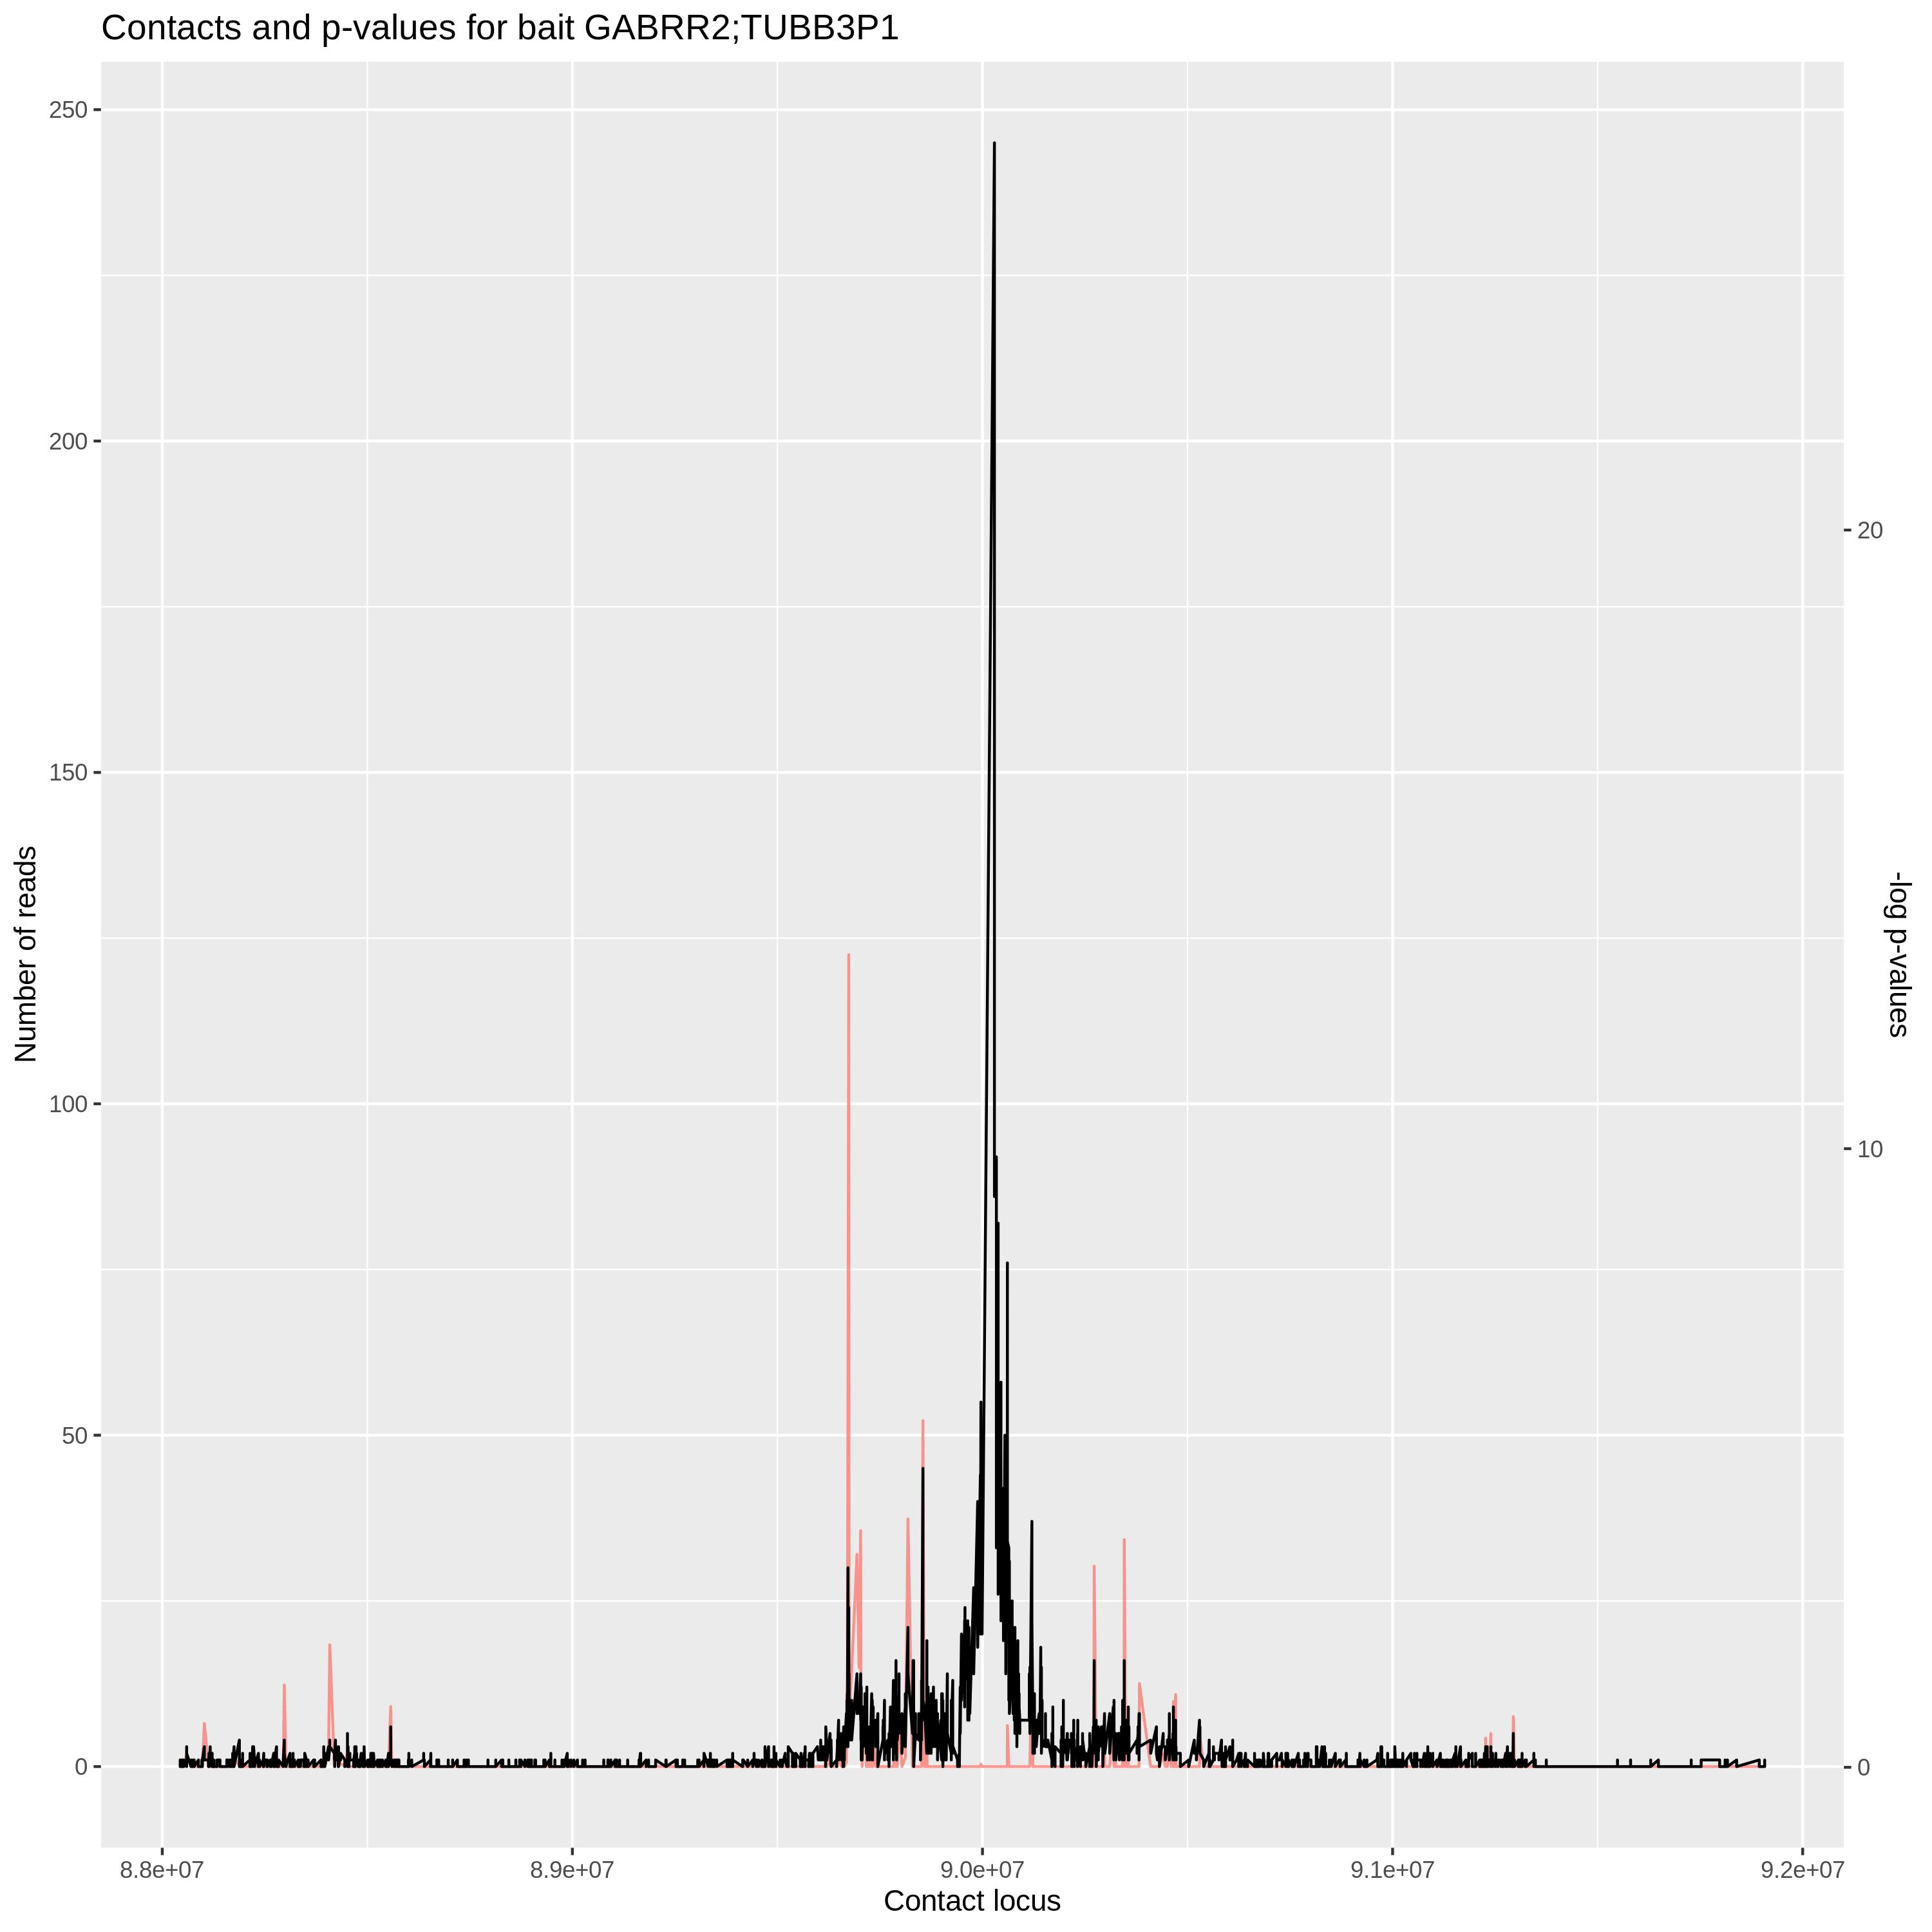 Contacts and p-values for bait GABRR2;TUBB3P1
250
200
150
100
50
0
Number of reads
20
10
0
-log p-values
8.8e+07
8.9e+07
9.0e+07
9.1e+07
9.2e+07
Contact locus